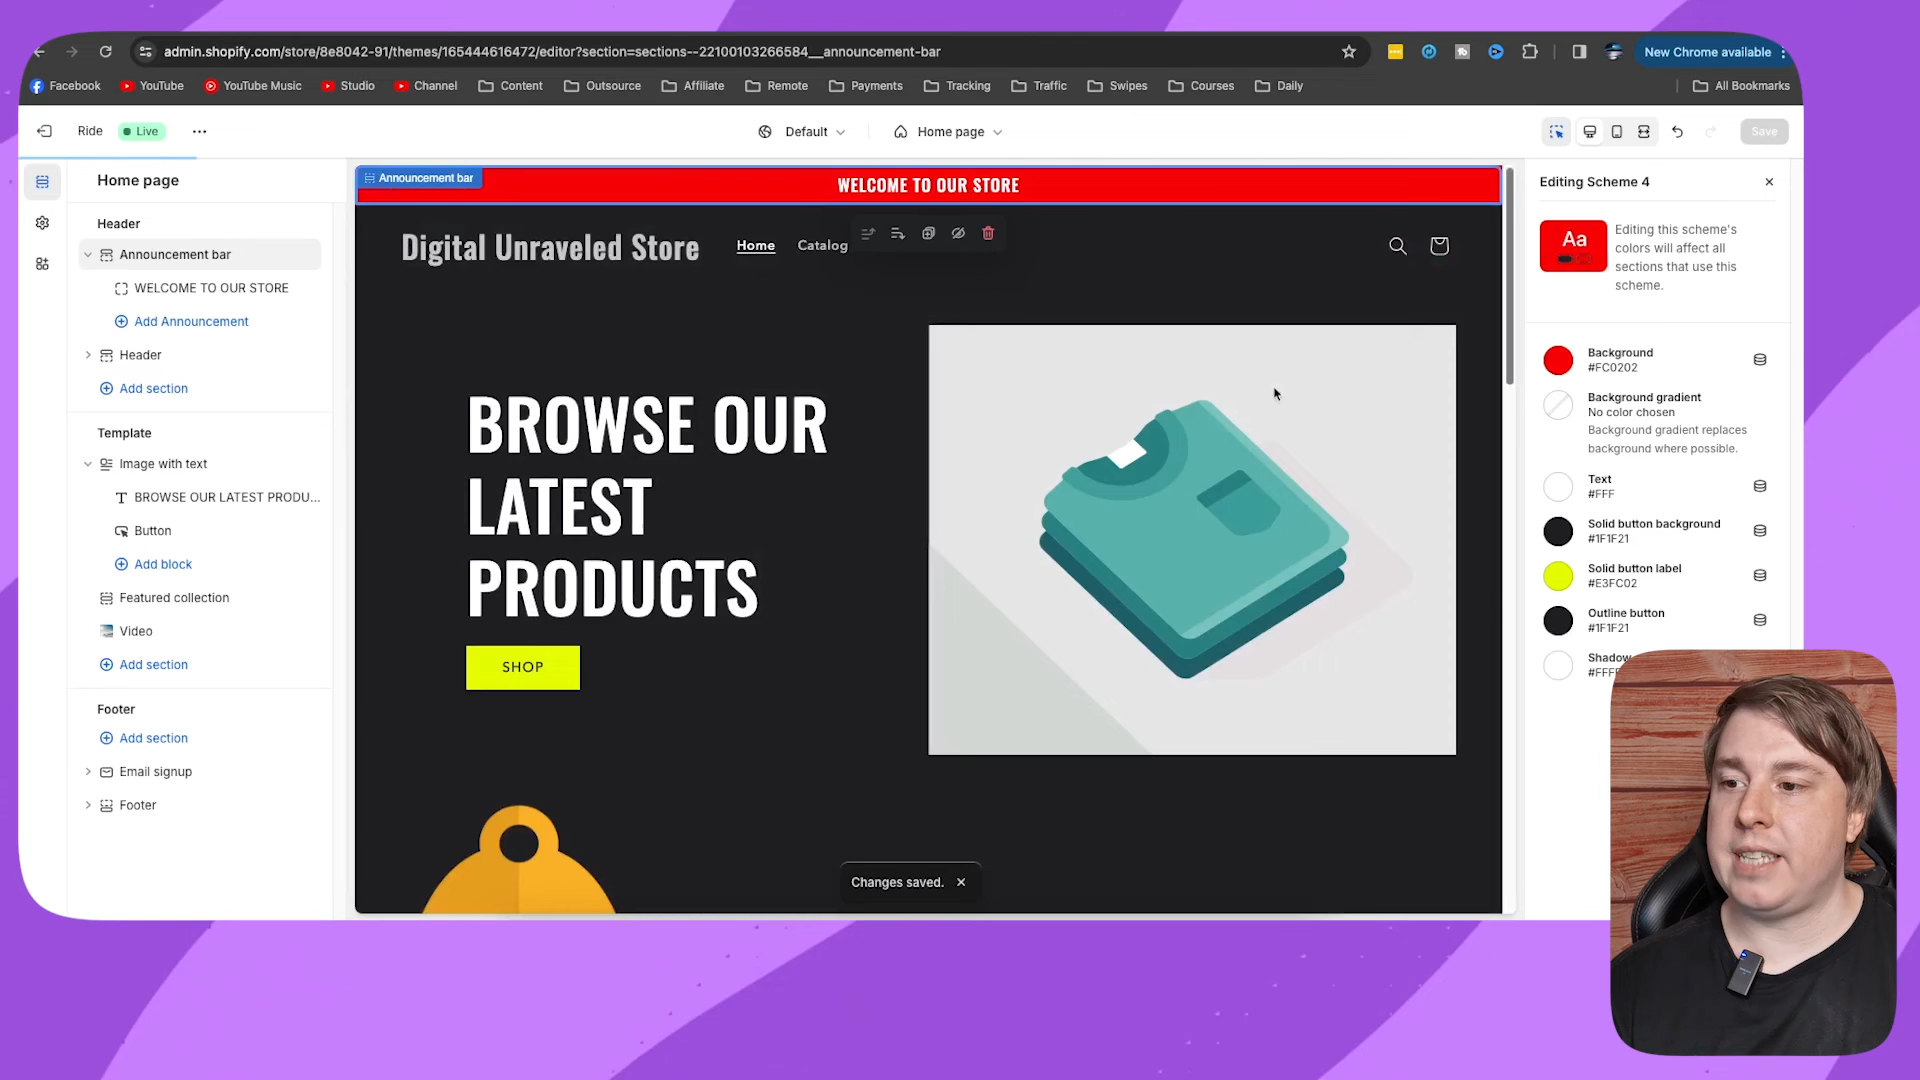 admin.shopify.com/store/8e8042-91/themes/165444616472/editor?section=sections--22100103266584__announcement-bar
New Chrome available
Facebook YouTube YouTube Music Studio Channel Content Outsource Affiliate Remote Payments Tracking Traffic Swipes Courses Daily All Bookmarks
Ride Live
Default Home page
Save
Home page
Header
Announcement bar
WELCOME TO OUR STORE
Add Announcement
Header
Add section
Template
Image with text
BROWSE OUR LATEST PRODU...
Button
Add block
Featured collection
Video
Add section
Footer
Add section
Email signup
Footer
Announcement bar
WELCOME TO OUR STORE
Digital Unraveled Store
Home Catalog
BROWSE OUR
LATEST
PRODUCTS
SHOP
Changes saved.
Editing Scheme 4
Aa
Editing this scheme's
colors will affect all
sections that use this
scheme.
Background
#FC0202
Background gradient
No color chosen
Background gradient replaces
background where possible.
Text
#FFF
Solid button background
#1F1F21
Solid button label
#E3FC02
Outline button
#1F1F21
Shadow